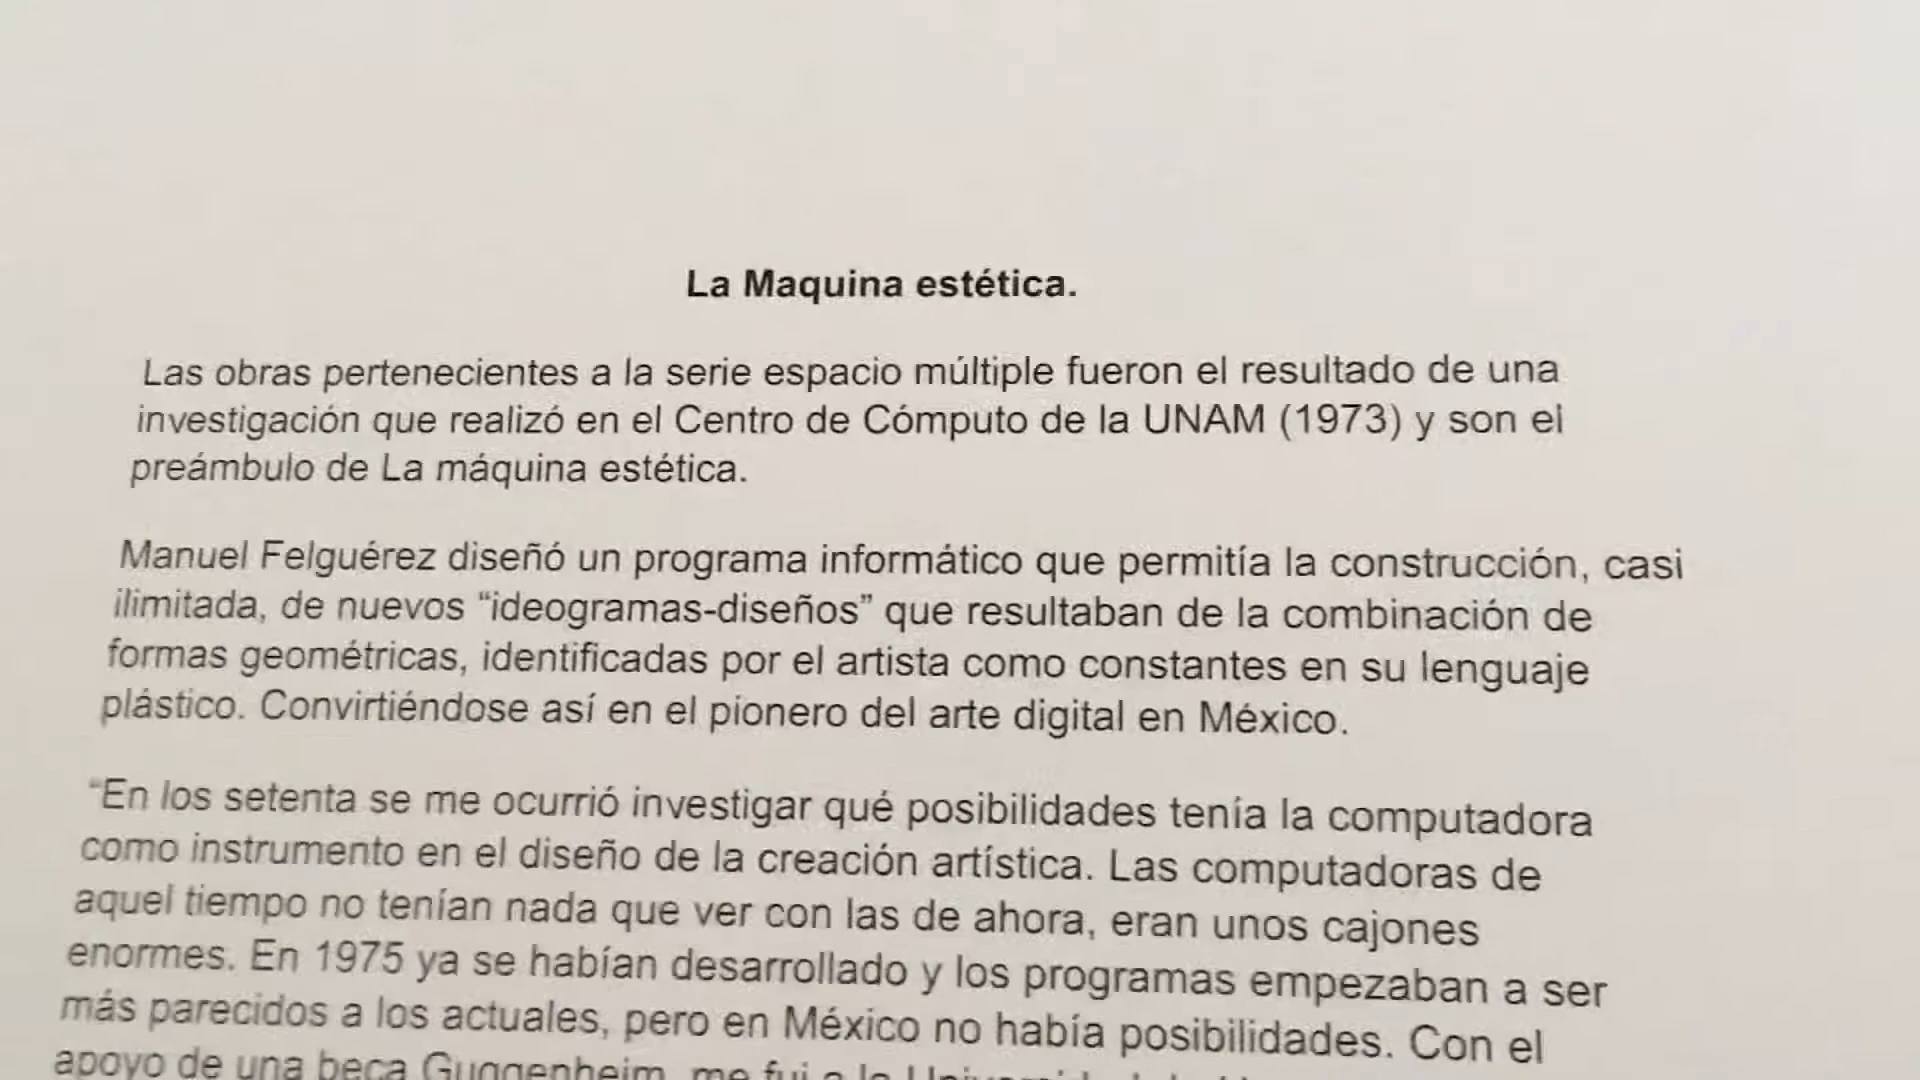 La Maquina estética.
Las obras pertenecientes a la serie espacio múltiple fueron el resultado de una
investigación que realizó en el Centro de Cómputo de la UNAM (1973) y son el
preámbulo de La máquina estética.
Manuel Felguérez diseñó un programa informático que permitía la construcción, casi
ilimitada, de nuevos “ideogramas-diseños” que resultaban de la combinación de
formas geométricas, identificadas por el artista como constantes en su lenguaje
plástico. Convirtiéndose así en el pionero del arte digital en México.
“En los setenta se me ocurrió investigar qué posibilidades tenía la computadora
como instrumento en el diseño de la creación artística. Las computadoras de
aquel tiempo no tenían nada que ver con las de ahora, eran unos cajones
enormes. En 1975 ya se habían desarrollado y los programas empezaban a ser
más parecidos a los actuales, pero en México no había posibilidades. Con el
apoyo de una beca Guggenheim, me fui a la